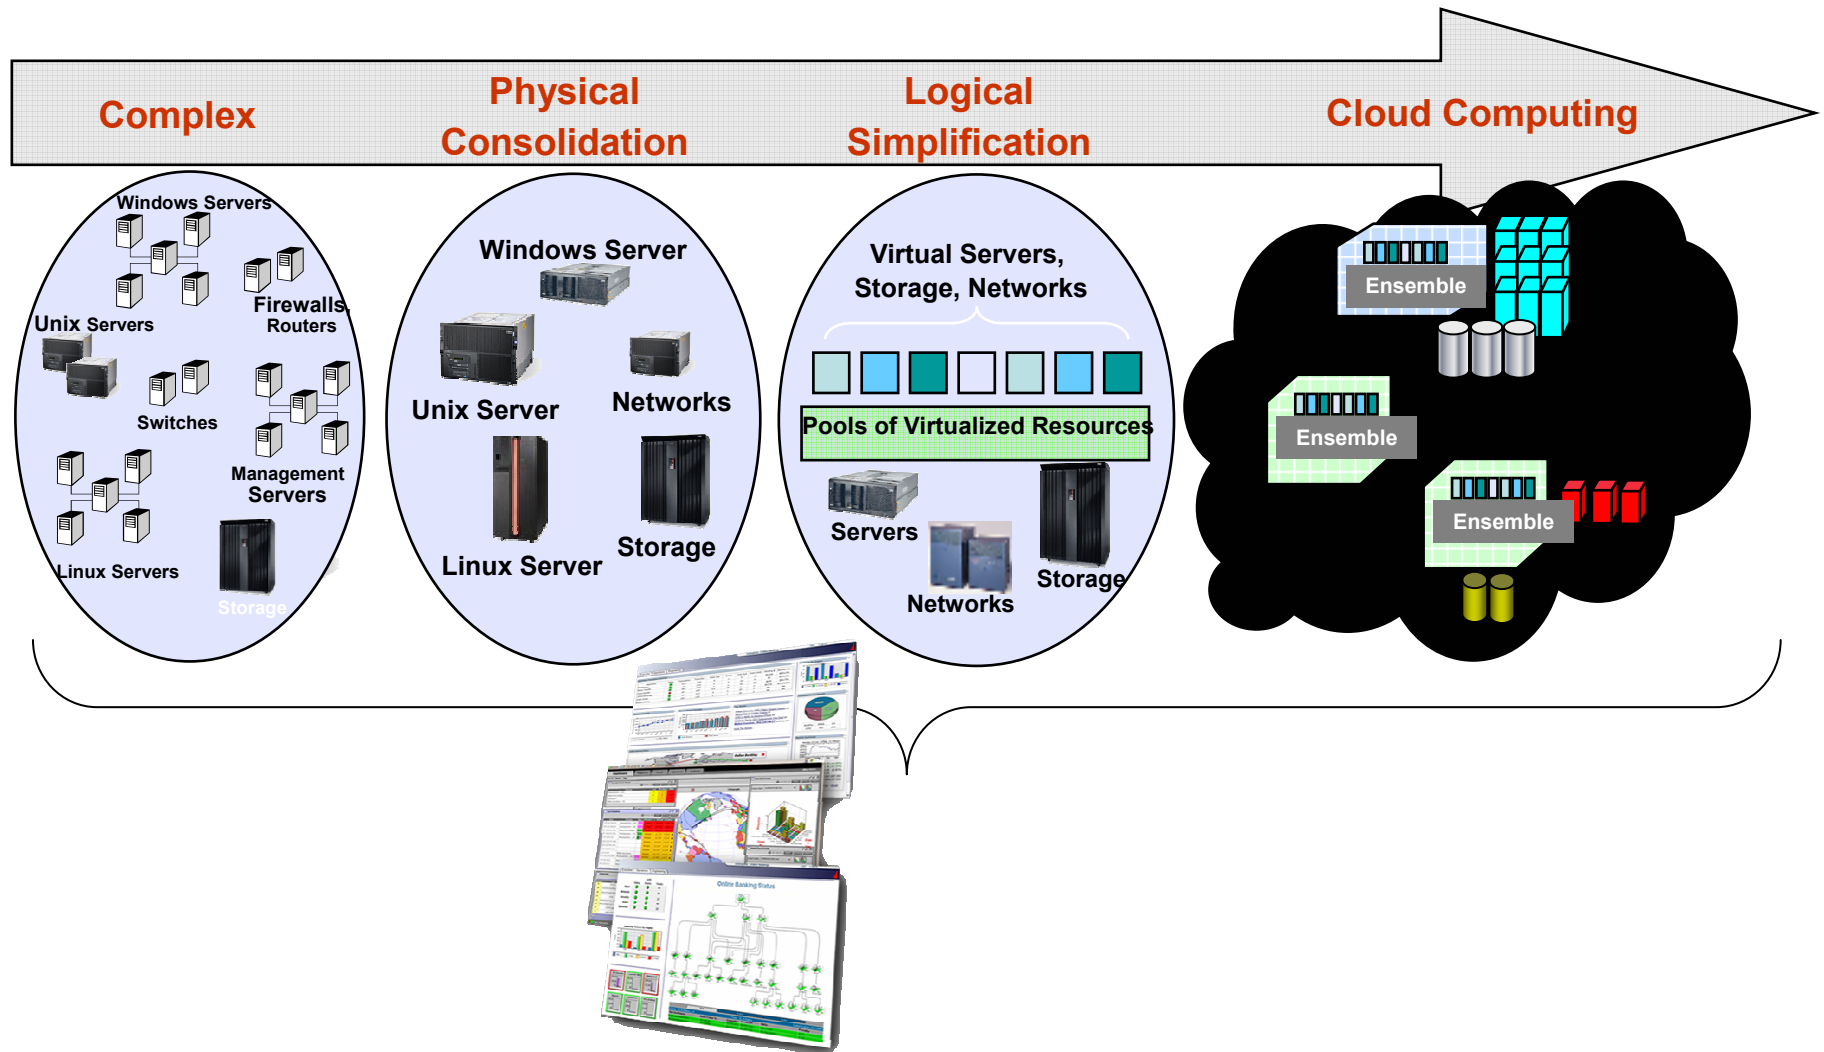 Complex
Physical
Consolidation
Logical
Simplification
Cloud Computing
Windows Servers
Firewalls,
Routers
Unix Servers
Switches
Management
Servers
Linux Servers
Storage
Windows Server
Unix Server
Networks
Linux Server
Storage
Virtual Servers,
Storage, Networks
Pools of Virtualized Resources
Servers
Networks
Storage
Ensemble
Ensemble
Ensemble
Online Banking Status